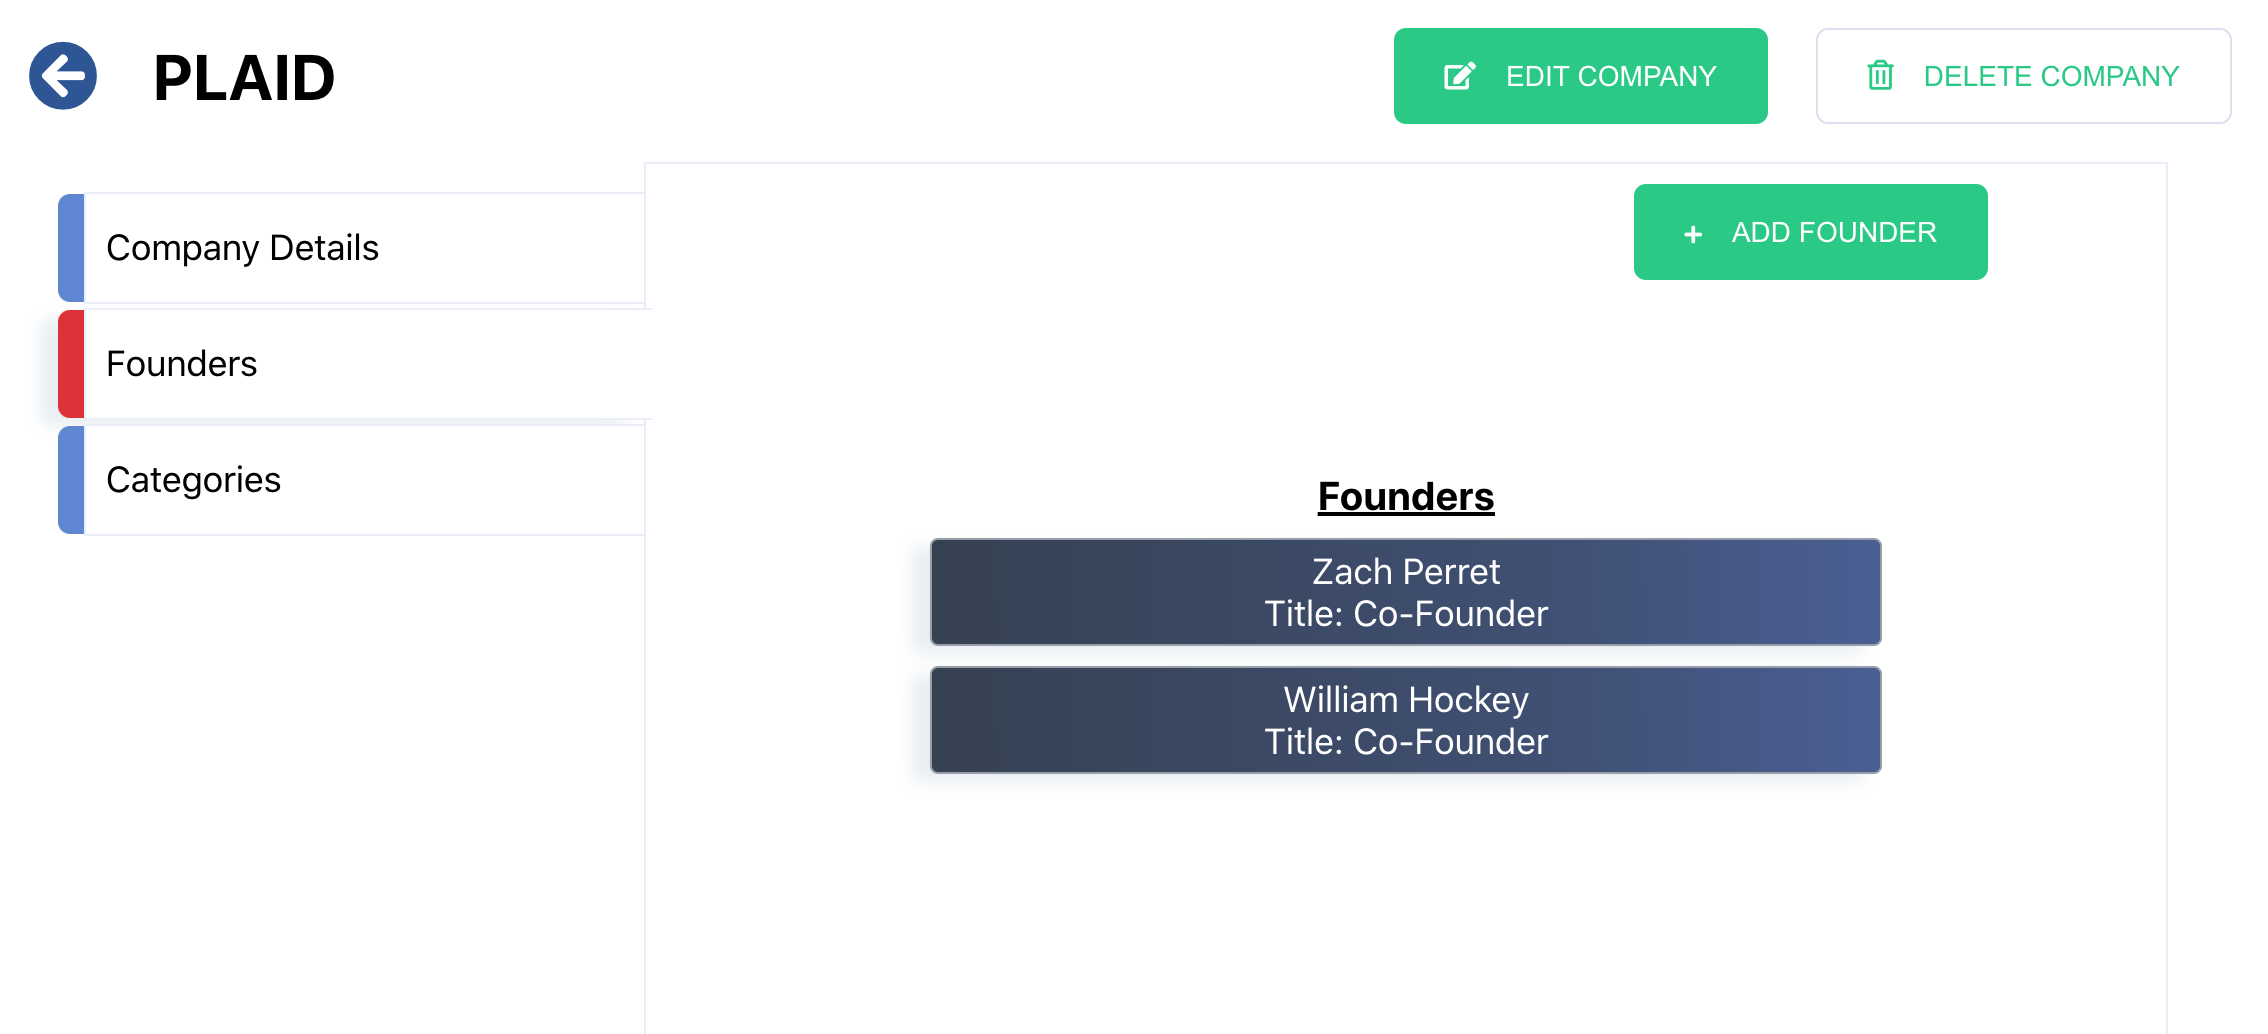 PLAID
EDIT COMPANY
DELETE COMPANY
Company Details
Founders
Categories
+ ADD FOUNDER
Founders
Zach Perret
Title: Co-Founder
William Hockey
Title: Co-Founder